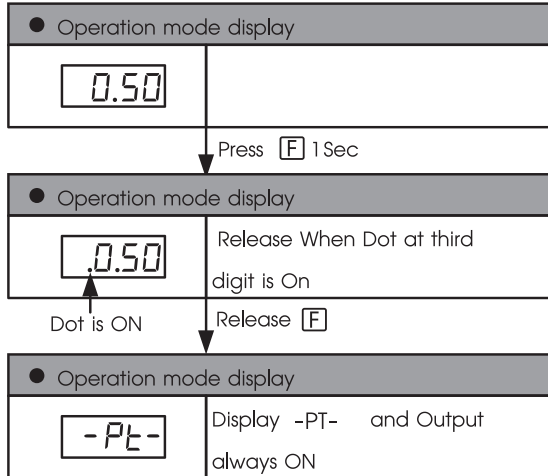 ● Operation mode display
0.50
Press F 1Sec
● Operation mode display
.0.50
Release When Dot at third
digit is On
Dot is ON
Release F
● Operation mode display
-Pt-
Display -PT- and Output
always ON